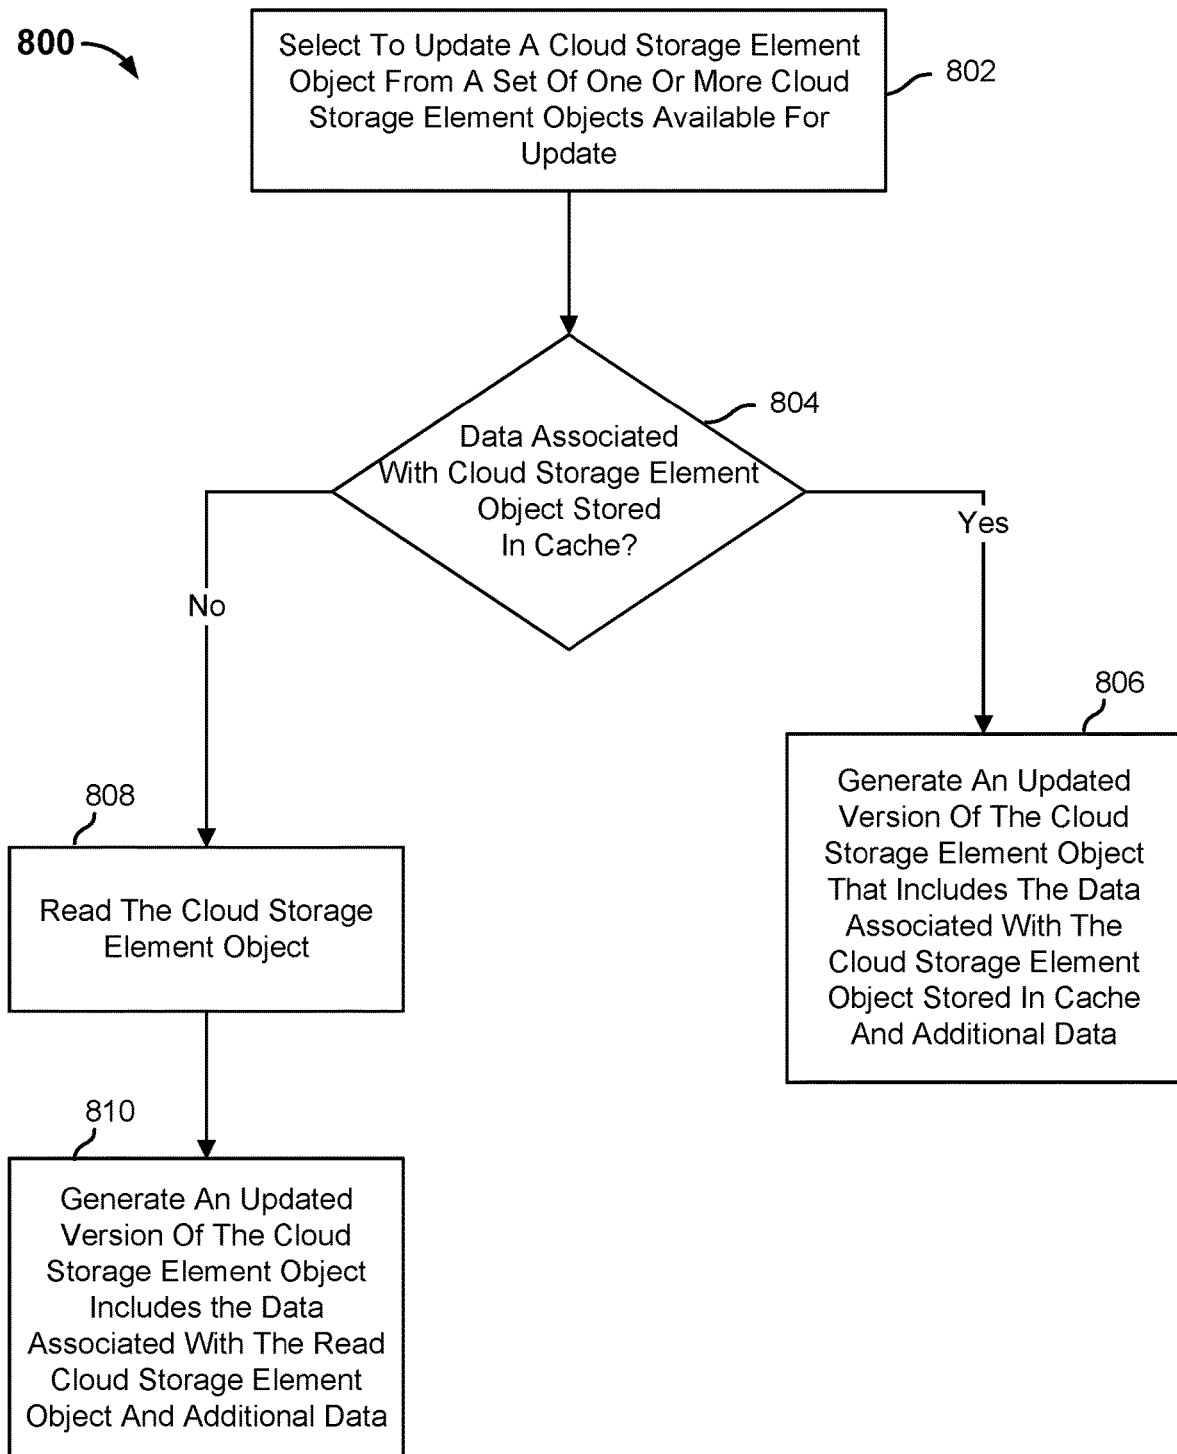 800
Select To Update A Cloud Storage Element
Object From A Set Of One Or More Cloud
Storage Element Objects Available For
Update
802
804
Data Associated
With Cloud Storage Element
Object Stored
In Cache?
Yes
No
806
Generate An Updated
Version Of The Cloud
Storage Element Object
That Includes The Data
Associated With The
Cloud Storage Element
Object Stored In Cache
And Additional Data
808
Read The Cloud Storage
Element Object
810
Generate An Updated
Version Of The Cloud
Storage Element Object
Includes the Data
Associated With The Read
Cloud Storage Element
Object And Additional Data